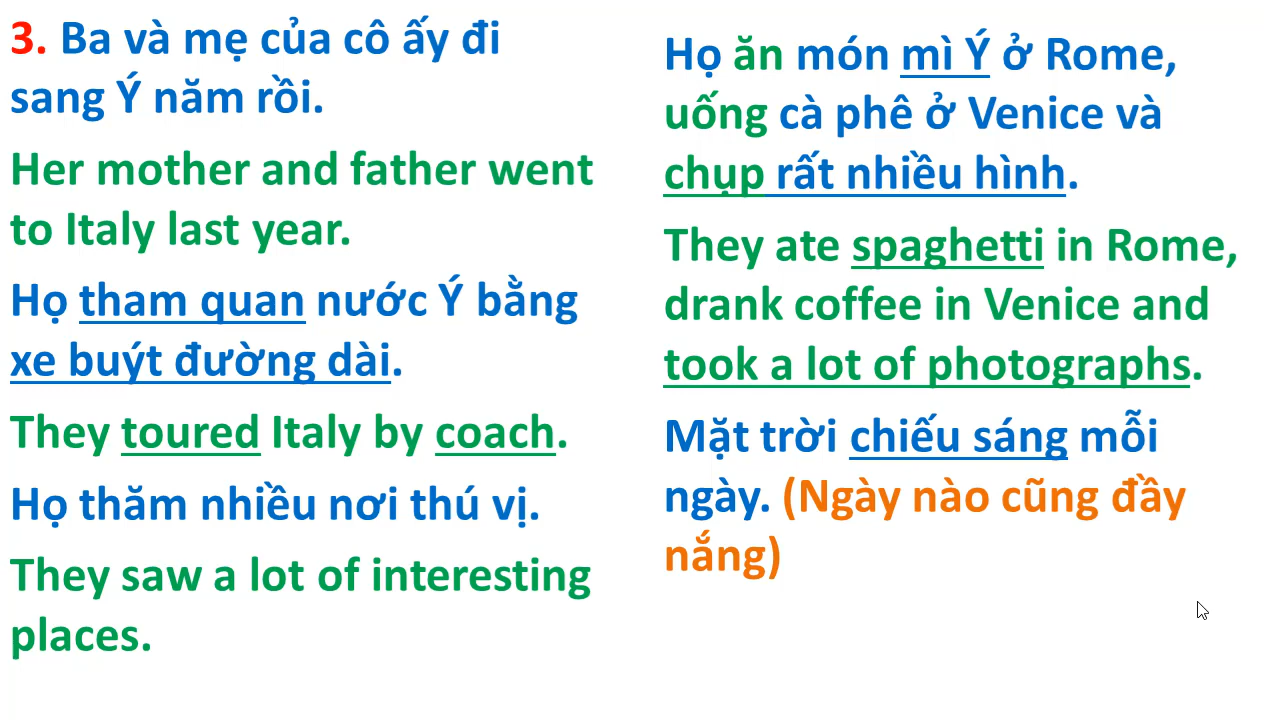 3. Ba và mẹ của cô ấy đi
sang Ý năm rồi.
Her mother and father went
to Italy last year.
Họ tham quan nước Ý bằng
xe buýt đường dài.
They toured Italy by coach.
Họ thăm nhiều nơi thú vị.
They saw a lot of interesting
places.
Họ ăn món mì Ý ở Rome,
uống cà phê ở Venice và
chụp rất nhiều hình.
They ate spaghetti in Rome,
drank coffee in Venice and
took a lot of photographs.
Mặt trời chiếu sáng mỗi
ngày. (Ngày nào cũng đầy
nắng)